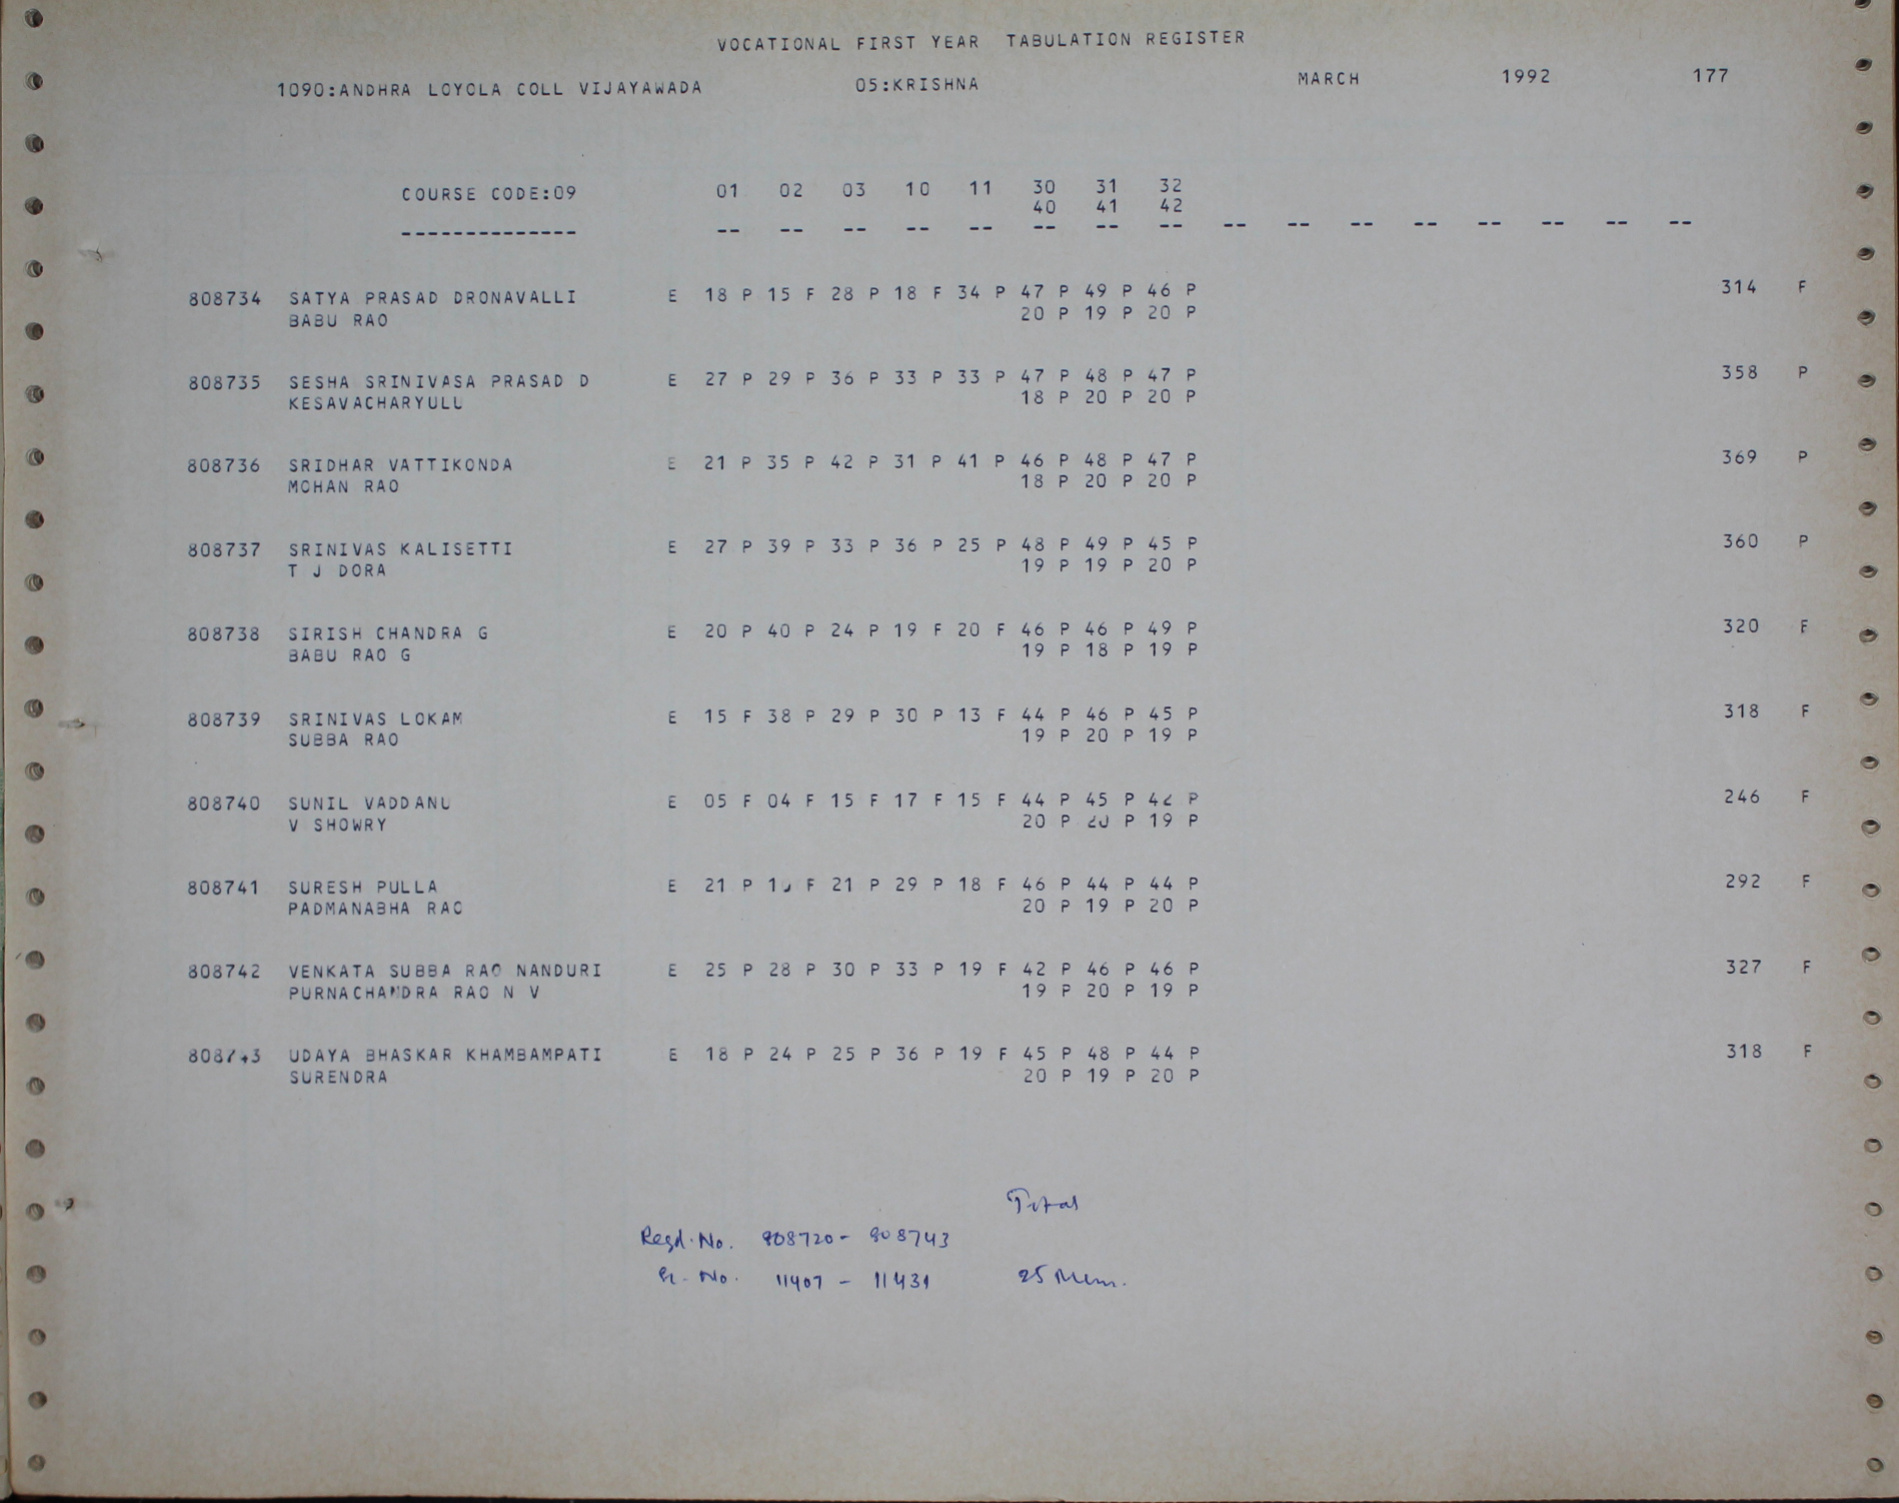 VOCATIONAL FIRST YEAR TABULATION REGISTER
1090:ANDHRA LOYOLA COLL VIJAYAWADA 05:KRISHNA MARCH 1992 177
COURSE CODE:09 01 02 03 10 11 30 31 32
40 41 42
-------------- -- -- -- -- -- -- -- -- -- -- -- -- -- -- -- --
808734 SATYA PRASAD DRONAVALLI E 18 P 15 F 28 P 18 F 34 P 47 P 49 P 46 P 314 F
BABU RAO 20 P 19 P 20 P
808735 SESHA SRINIVASA PRASAD D E 27 P 29 P 36 P 33 P 33 P 47 P 48 P 47 P 358 P
KESAVACHARYULU 18 P 20 P 20 P
808736 SRIDHAR VATTIKONDA E 21 P 35 P 42 P 31 P 41 P 46 P 48 P 47 P 369 P
MOHAN RAO 18 P 20 P 20 P
808737 SRINIVAS KALISETTI E 27 P 39 P 33 P 36 P 25 P 48 P 49 P 45 P 360 P
T J DORA 19 P 19 P 20 P
808738 SIRISH CHANDRA G E 20 P 40 P 24 P 19 F 20 F 46 P 46 P 49 P 320 F
BABU RAO G 19 P 18 P 19 P
808739 SRINIVAS LOKAM E 15 F 38 P 29 P 30 P 13 F 44 P 46 P 45 P 318 F
SUBBA RAO 19 P 20 P 19 P
808740 SUNIL VADDANU E 05 F 04 F 15 F 17 F 15 F 44 P 45 P 42 P 246 F
V SHOWRY 20 P 20 P 19 P
808741 SURESH PULLA E 21 P 10 F 21 P 29 P 18 F 46 P 44 P 44 P 292 F
PADMANABHA RAO 20 P 19 P 20 P
808742 VENKATA SUBBA RAO NANDURI E 25 P 28 P 30 P 33 P 19 F 42 P 46 P 46 P 327 F
PURNACHANDRA RAO N V 19 P 20 P 19 P
808743 UDAYA BHASKAR KHAMBAMPATI E 18 P 24 P 25 P 36 P 19 F 45 P 48 P 44 P 318 F
SURENDRA 20 P 19 P 20 P
Total
Regd. No. 808720 - 808743
No. 11407 - 11431 25 Mem.